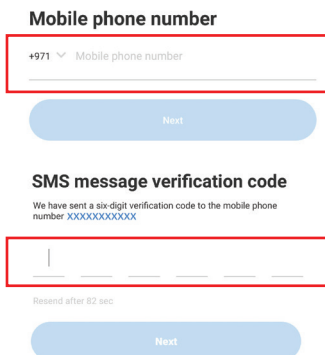 Mobile phone number
+971 Mobile phone number
Next
SMS message verification code
We have sent a six-digit verification code to the mobile phone
number XXXXXXXXXXX
Resend after 82 sec
Next